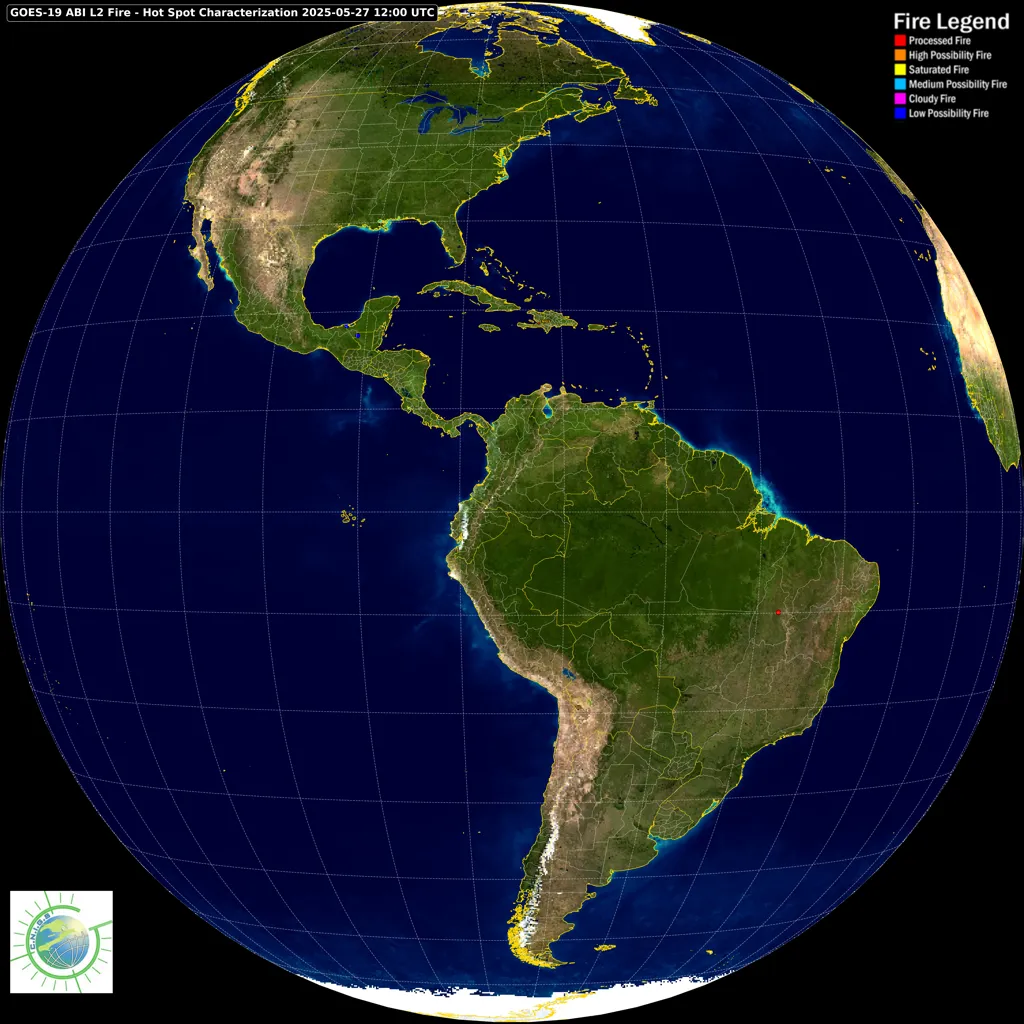 GOES-19 ABI L2 Fire - Hot Spot Characterization 2025-05-27 12:00 UTC
Fire Legend
Processed Fire
High Possibility Fire
Saturated Fire
Medium Possibility Fire
Cloudy Fire
Low Possibility Fire